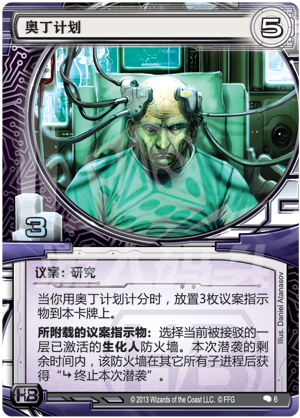 奥丁计划
5
3
议案：研究
当你用奥丁计划计分时，放置3枚议案指示
物到本卡牌上。
所附载的议案指示物：选择当前被接驳的一
层已激活的生化人防火墙。本次潜袭的剩
余时间内，该防火墙在其它所有子进程后获
得“↳终止本次潜袭”。
Illus. Daniel Atanasov
HB
© 2013 Wizards of the Coast LLC. © FFG
6